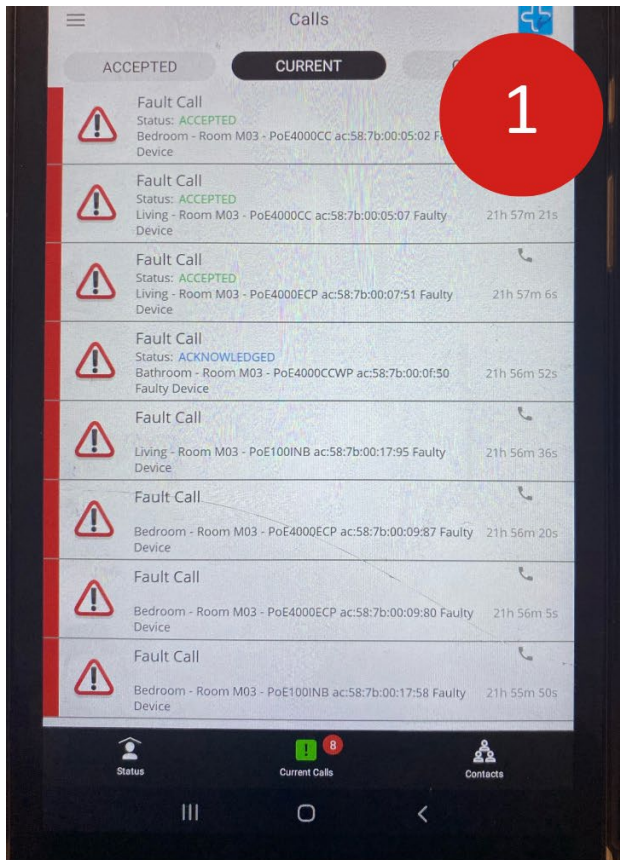 Calls
ACCEPTED
CURRENT
1
Fault Call
Status: ACCEPTED
Bedroom - Room M03 - PoE4000CC ac:58:7b:00:05:02
Device
Fault Call
Status: ACCEPTED
Living - Room M03 - PoE4000CC ac:58:7b:00:05:07 Faulty
Device
21h 57m 21s
Fault Call
Status: ACCEPTED
Living - Room M03 - PoE4000ECP ac:58:7b:00:07:51 Faulty
Device
21h 57m 6s
Fault Call
Status: ACKNOWLEDGED
Bathroom - Room M03 - PoE4000CCWP ac:58:7b:00:0f:50
Faulty Device
21h 56m 52s
Fault Call
Living - Room M03 - PoE100INB ac:58:7b:00:17:95 Faulty
Device
21h 56m 36s
Fault Call
Bedroom - Room M03 - PoE4000ECP ac:58:7b:00:09:87 Faulty
Device
21h 56m 20s
Fault Call
Bedroom - Room M03 - PoE4000ECP ac:58:7b:00:09:80 Faulty
Device
21h 56m 5s
Fault Call
Bedroom - Room M03 - PoE100INB ac:58:7b:00:17:58 Faulty
Device
21h 55m 50s
8
Status
Current Calls
Contacts